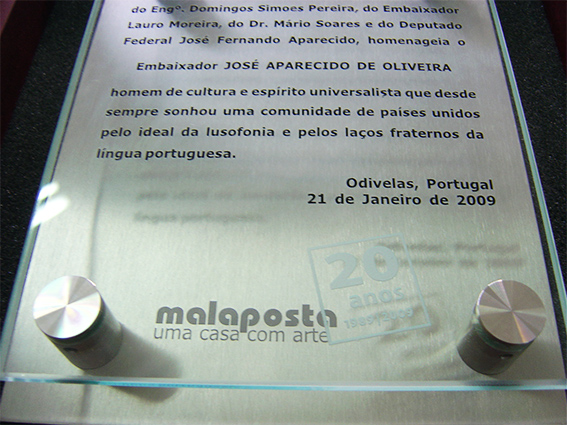 do Engº. Domingos Simoes Pereira, do Embaixador
Lauro Moreira, do Dr. Mário Soares e do Deputado
Federal José Fernando Aparecido, homenageia o
Embaixador JOSÉ APARECIDO DE OLIVEIRA
homem de cultura e espírito universalista que desde
sempre sonhou uma comunidade de países unidos
pelo ideal da lusofonia e pelos laços fraternos da
língua portuguesa.
Odivelas, Portugal
21 de Janeiro de 2009
20
anos
malaposta
uma casa com arte